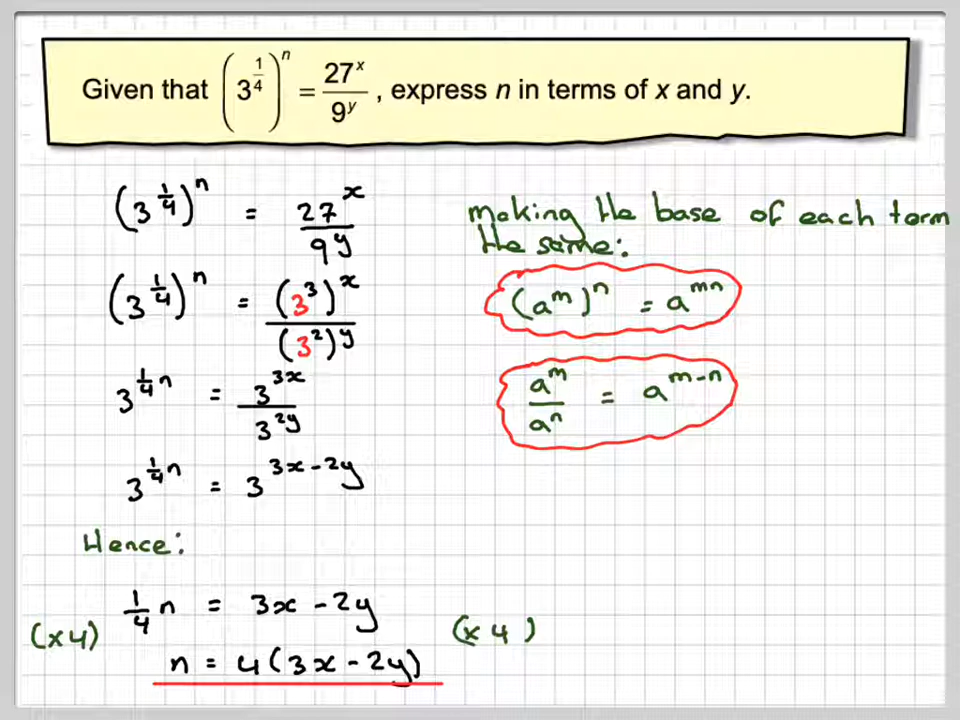 Given that (3^{1/4})^n = 27^x / 9^y , express n in terms of x and y.
(3^{1/4})^n = 27^x / 9^y
making the base of each term
the same:
(3^{1/4})^n = (3^3)^x / (3^2)^y
(a^m)^n = a^{mn}
3^{1/4 n} = 3^{3x} / 3^{2y}
a^m / a^n = a^{m-n}
3^{1/4 n} = 3^{3x-2y}
Hence:
1/4 n = 3x - 2y
(x4) (x 4)
n = 4(3x - 2y)